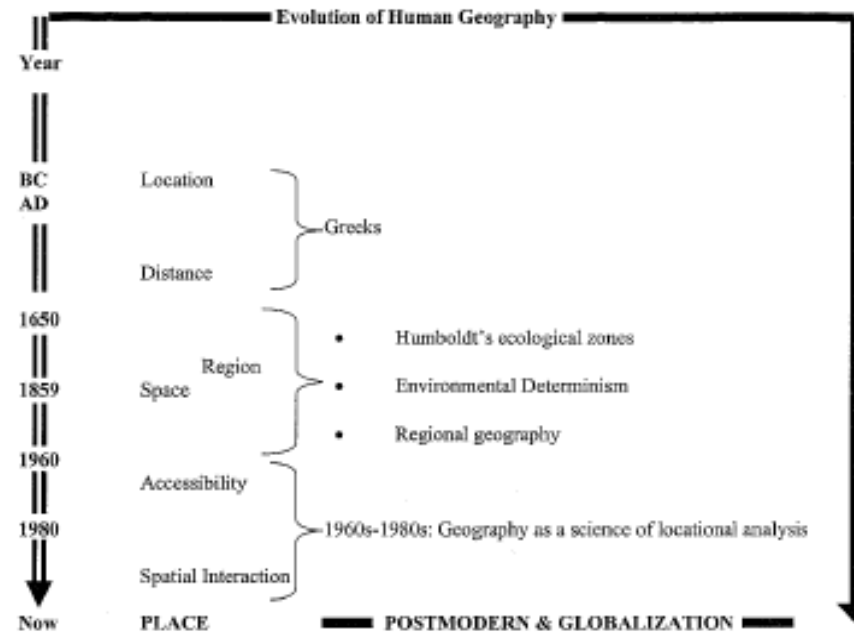 Evolution of Human Geography
Year
BC Location
AD
Greeks
Distance
1650
• Humboldt's ecological zones
Region
1859 Space • Environmental Determinism
• Regional geography
1960
Accessibility
1980 1960s-1980s: Geography as a science of locational analysis
Spatial Interaction
Now PLACE POSTMODERN & GLOBALIZATION